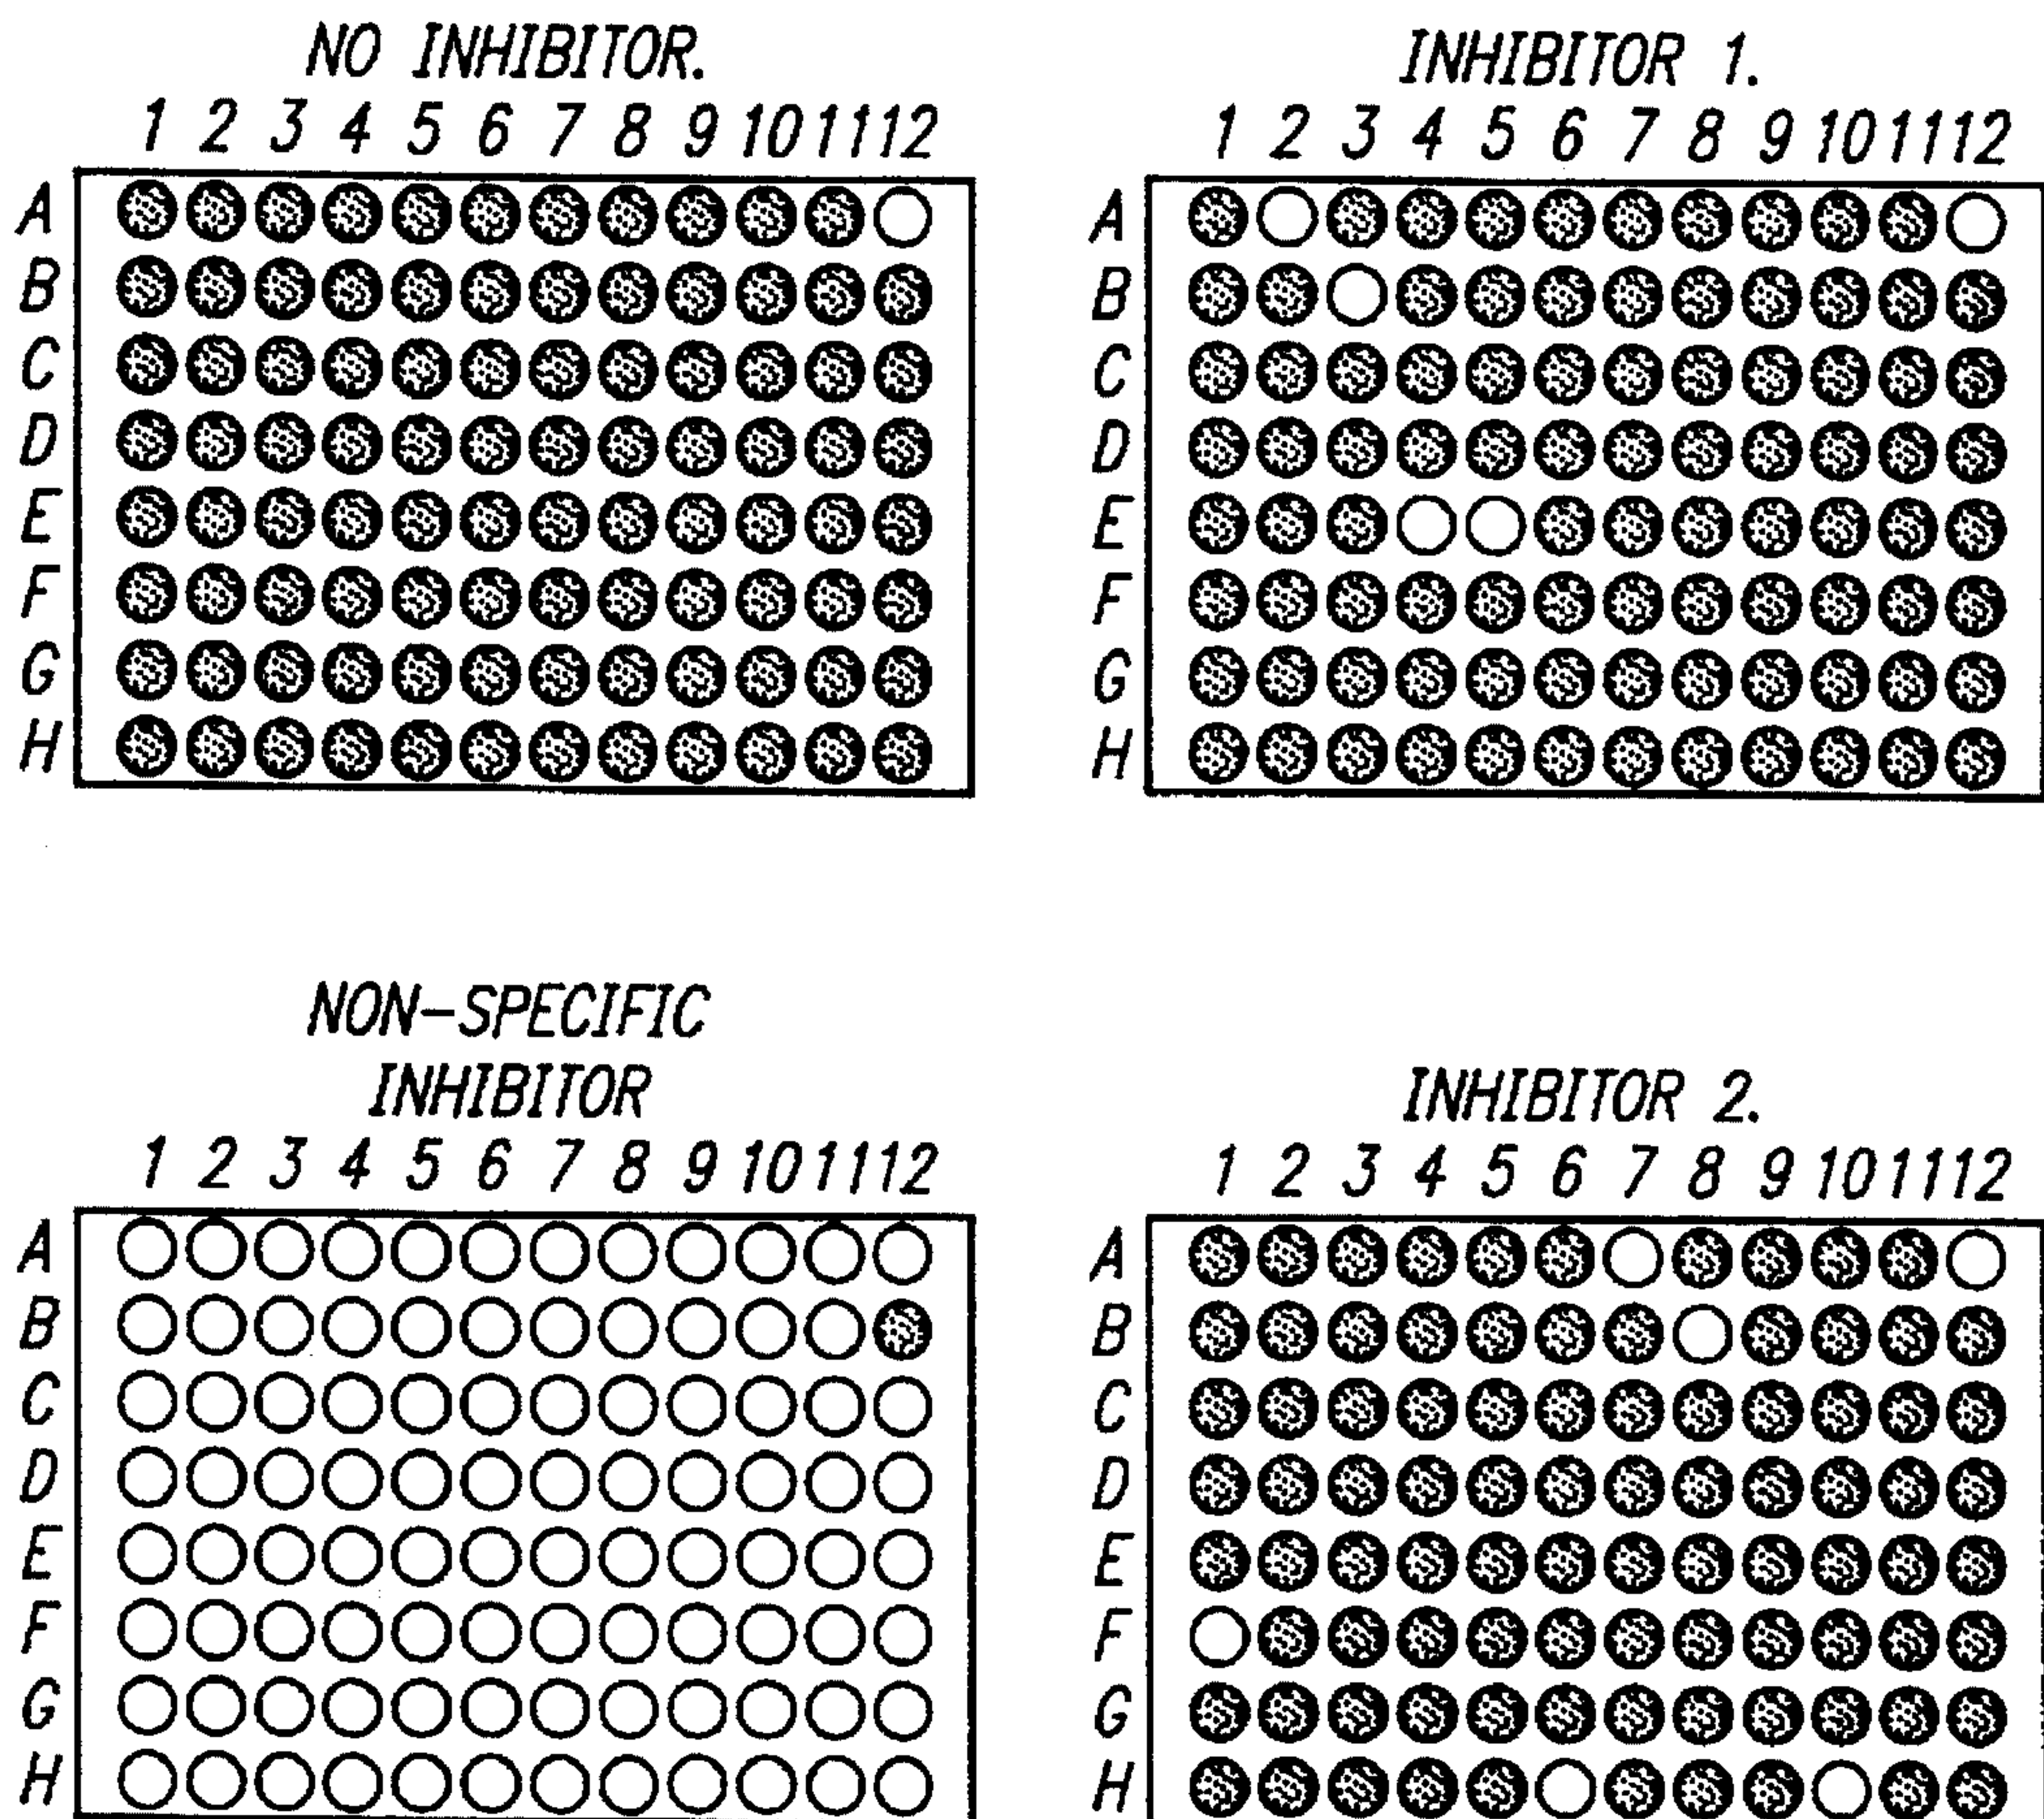 NO INHIBITOR.
1 2 3 4 5 6 7 8 9 10 11 12
A
B
C
D
E
F
G
H
INHIBITOR 1.
1 2 3 4 5 6 7 8 9 10 11 12
A
B
C
D
E
F
G
H
NON-SPECIFIC
INHIBITOR
1 2 3 4 5 6 7 8 9 10 11 12
A
B
C
D
E
F
G
H
INHIBITOR 2.
1 2 3 4 5 6 7 8 9 10 11 12
A
B
C
D
E
F
G
H